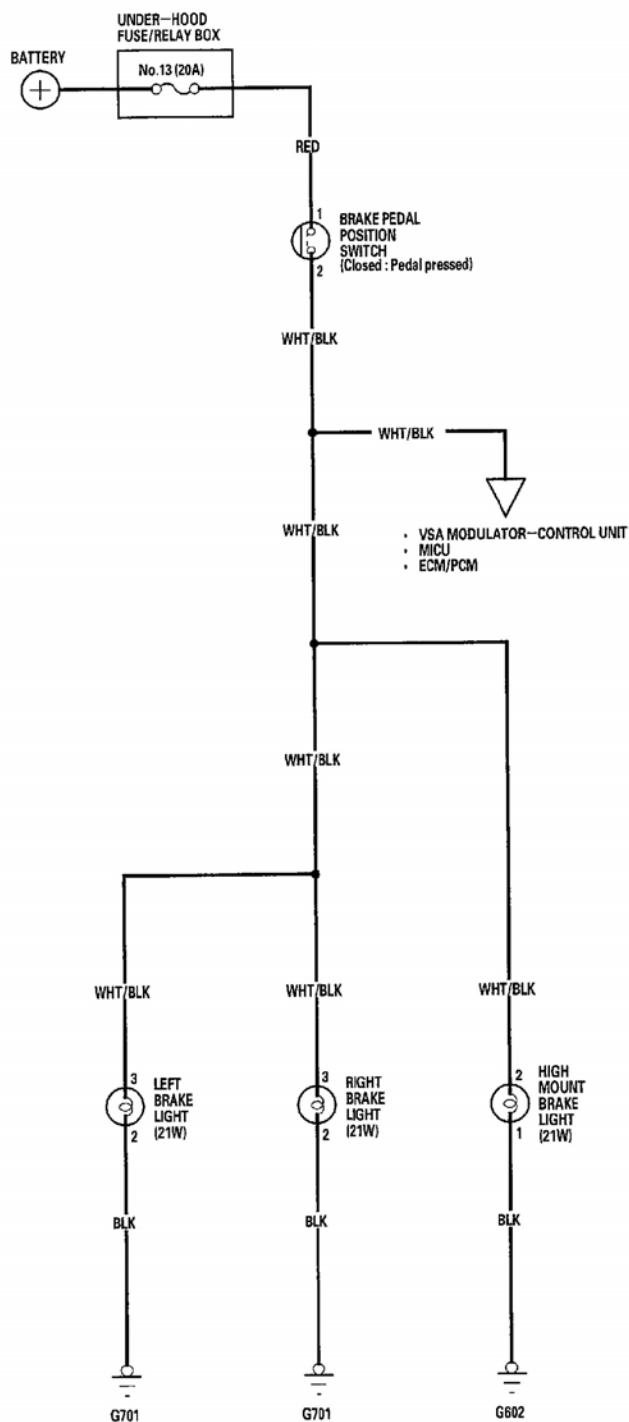 UNDER-HOOD
FUSE/RELAY BOX
BATTERY
No.13 (20A)
RED
1
BRAKE PEDAL
POSITION
SWITCH
(Closed : Pedal pressed)
2
WHT/BLK
WHT/BLK
WHT/BLK
• VSA MODULATOR-CONTROL UNIT
• MICU
• ECM/PCM
WHT/BLK
WHT/BLK
WHT/BLK
WHT/BLK
3
LEFT
BRAKE
LIGHT
(21W)
2
3
RIGHT
BRAKE
LIGHT
(21W)
2
2
HIGH
MOUNT
BRAKE
LIGHT
(21W)
1
BLK
BLK
BLK
G701
G701
G602